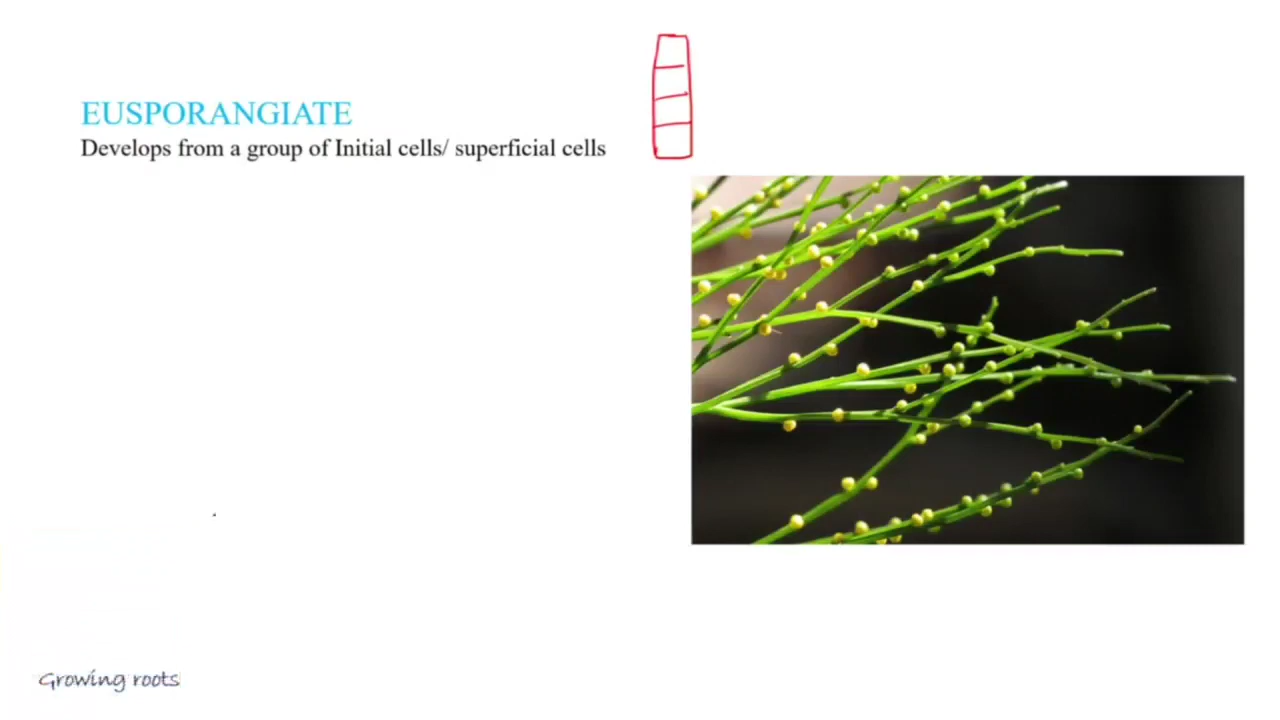 EUSPORANGIATE
Develops from a group of Initial cells/ superficial cells
Growing roots